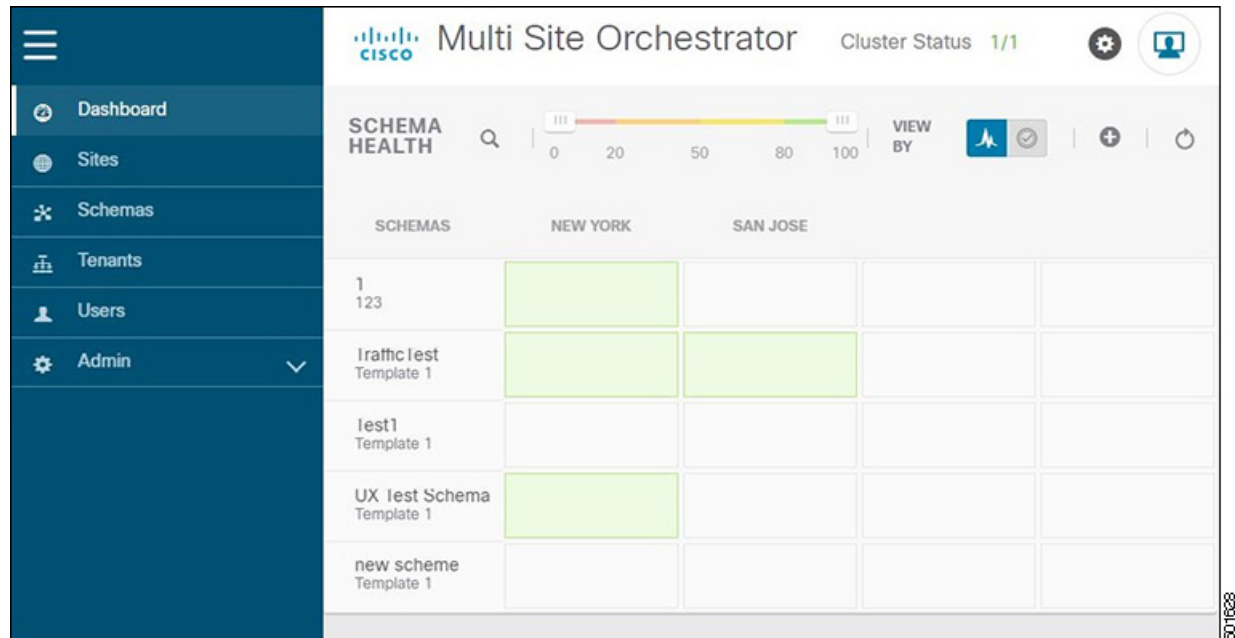 CISCO Multi Site Orchestrator Cluster Status 1/1
Dashboard
Sites
Schemas
Tenants
Users
Admin
SCHEMA
HEALTH
0 20 50 80 100
VIEW
BY
SCHEMAS NEW YORK SAN JOSE
1
123
TrafficTest
Template 1
Test1
Template 1
UX Test Schema
Template 1
new scheme
Template 1
501628